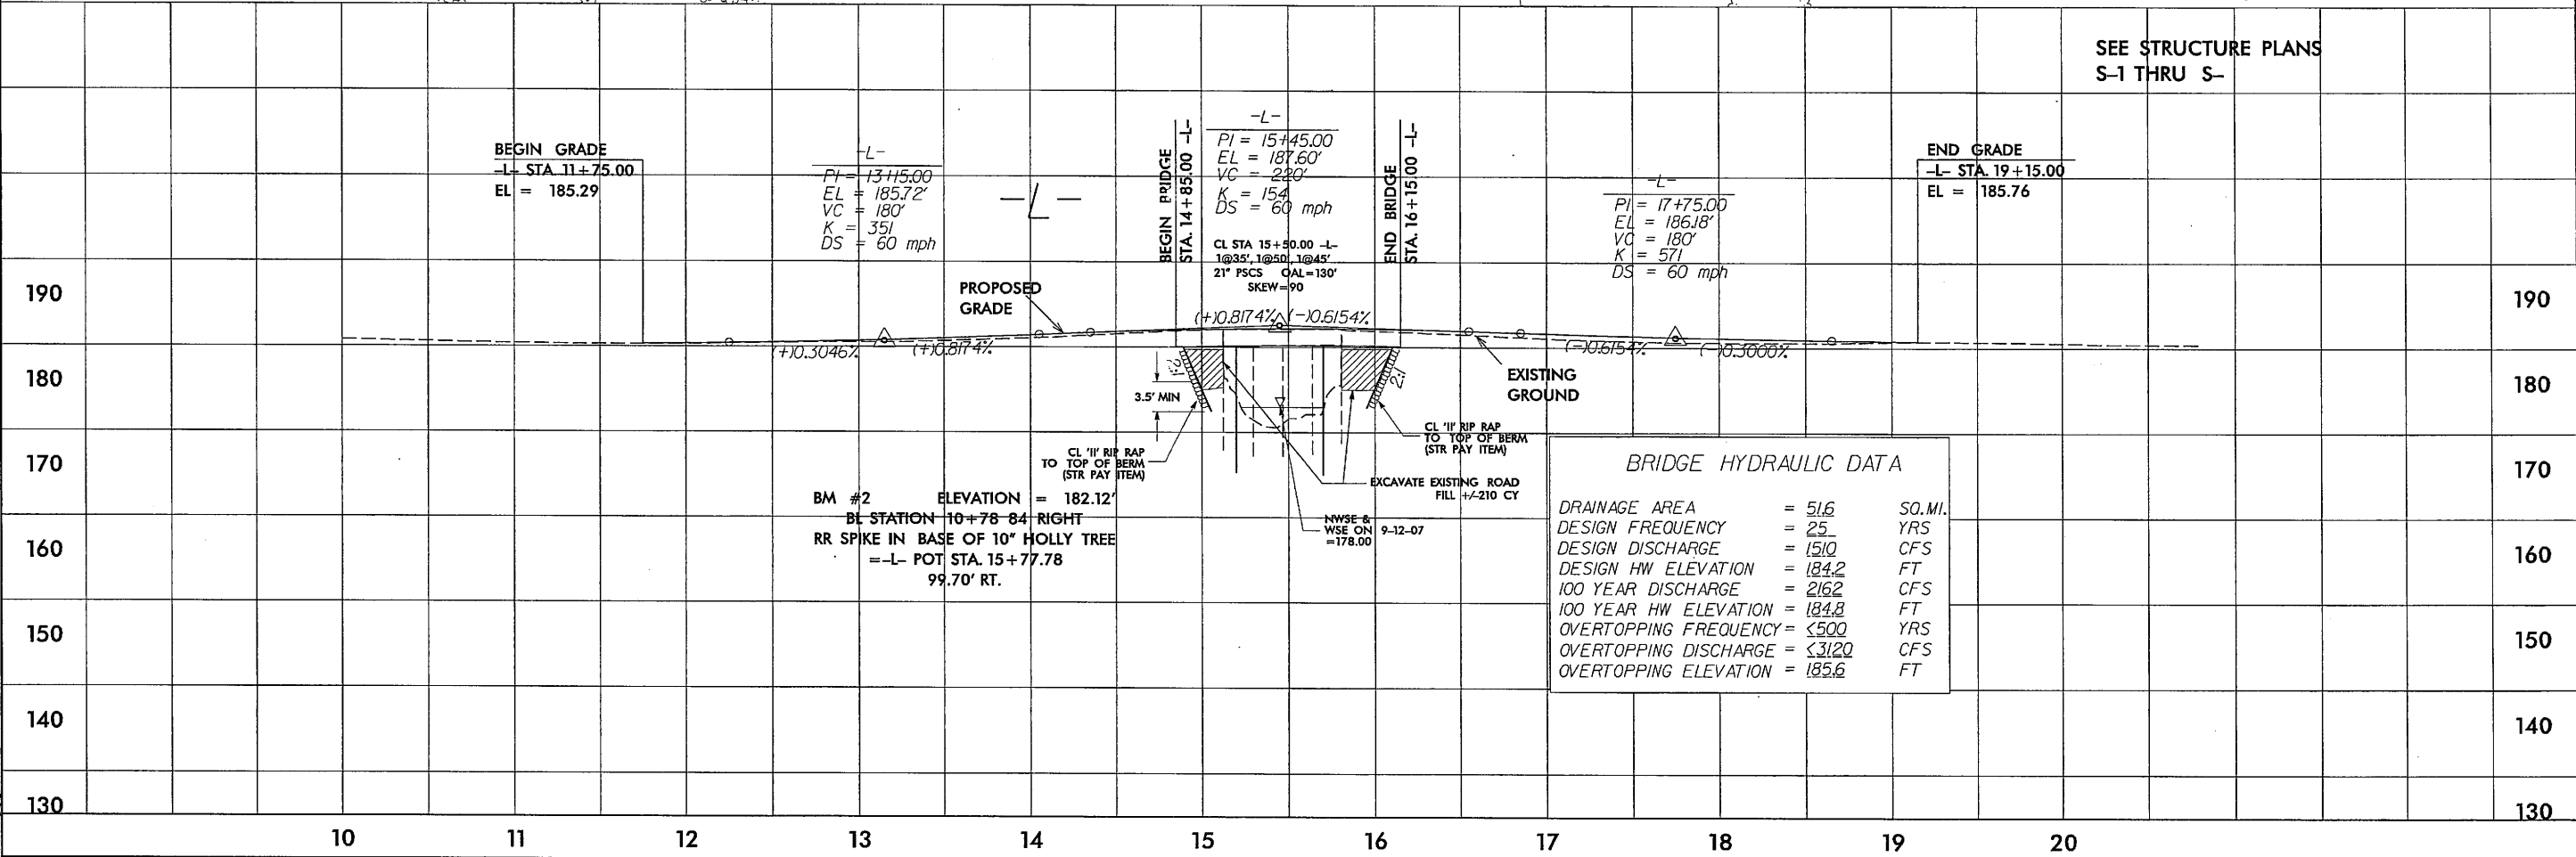 SEE STRUCTURE PLANS
S-1 THRU S-
BEGIN GRADE
-L- STA. 11+75.00
EL = 185.29
-L-
PI = 13+15.00
EL = 185.72'
VC = 180'
K = 351
DS = 60 mph
-L-
BEGIN BRIDGE
STA. 14+85.00 -L-
-L-
PI = 15+45.00
EL = 187.60'
VC = 220'
K = 154
DS = 60 mph
CL STA 15+50.00 -L-
1@35', 1@50', 1@45'
21" PSCS OAL=130'
SKEW=90
END BRIDGE
STA. 16+15.00 -L-
-L-
PI = 17+75.00
EL = 186.18'
VC = 180'
K = 571
DS = 60 mph
END GRADE
-L- STA. 19+15.00
EL = 185.76
190
PROPOSED
GRADE
190
(+)0.8174%
(-)0.6154%
(+)0.3046%
(+)0.8174%
(-)0.6154%
(-)0.3000%
180
2:1
2:1
EXISTING
GROUND
180
3.5' MIN
CL 'II' RIP RAP
TO TOP OF BERM
(STR PAY ITEM)
CL 'II' RIP RAP
TO TOP OF BERM
(STR PAY ITEM)
170
170
EXCAVATE EXISTING ROAD
FILL +/-210 CY
BM #2 ELEVATION = 182.12'
BL STATION 10+78 84 RIGHT
RR SPIKE IN BASE OF 10" HOLLY TREE
=-L- POT STA. 15+77.78
99.70' RT.
NWSE &
WSE ON 9-12-07
=178.00
BRIDGE HYDRAULIC DATA
DRAINAGE AREA = 51.6 SQ.MI.
DESIGN FREQUENCY = 25 YRS
DESIGN DISCHARGE = 1510 CFS
DESIGN HW ELEVATION = 184.2 FT
100 YEAR DISCHARGE = 2162 CFS
100 YEAR HW ELEVATION = 184.8 FT
OVERTOPPING FREQUENCY = <500 YRS
OVERTOPPING DISCHARGE = <3120 CFS
OVERTOPPING ELEVATION = 185.6 FT
160
160
150
150
140
140
130
130
10 11 12 13 14 15 16 17 18 19 20